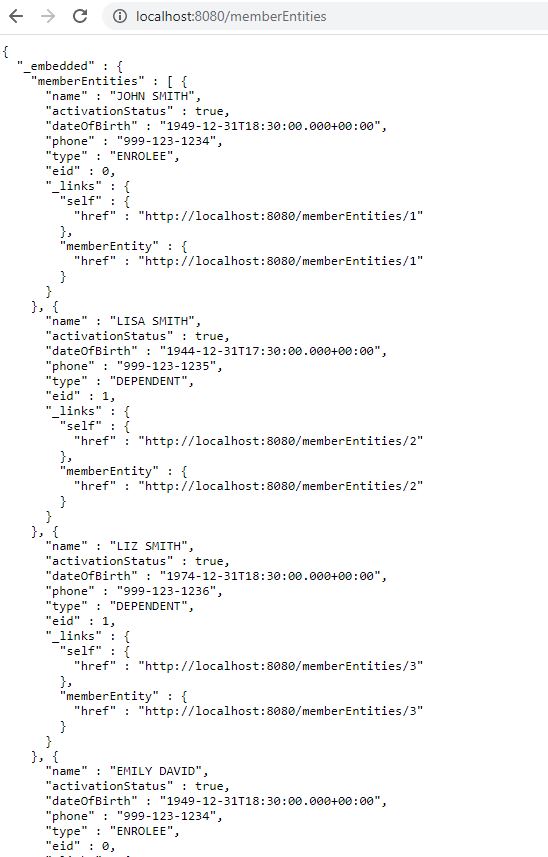 localhost:8080/memberEntities
{
"_embedded" : {
"memberEntities" : [ {
"name" : "JOHN SMITH",
"activationStatus" : true,
"dateOfBirth" : "1949-12-31T18:30:00.000+00:00",
"phone" : "999-123-1234",
"type" : "ENROLEE",
"eid" : 0,
"_links" : {
"self" : {
"href" : "http://localhost:8080/memberEntities/1"
},
"memberEntity" : {
"href" : "http://localhost:8080/memberEntities/1"
}
}
}, {
"name" : "LISA SMITH",
"activationStatus" : true,
"dateOfBirth" : "1944-12-31T17:30:00.000+00:00",
"phone" : "999-123-1235",
"type" : "DEPENDENT",
"eid" : 1,
"_links" : {
"self" : {
"href" : "http://localhost:8080/memberEntities/2"
},
"memberEntity" : {
"href" : "http://localhost:8080/memberEntities/2"
}
}
}, {
"name" : "LIZ SMITH",
"activationStatus" : true,
"dateOfBirth" : "1974-12-31T18:30:00.000+00:00",
"phone" : "999-123-1236",
"type" : "DEPENDENT",
"eid" : 1,
"_links" : {
"self" : {
"href" : "http://localhost:8080/memberEntities/3"
},
"memberEntity" : {
"href" : "http://localhost:8080/memberEntities/3"
}
}
}, {
"name" : "EMILY DAVID",
"activationStatus" : true,
"dateOfBirth" : "1949-12-31T18:30:00.000+00:00",
"phone" : "999-123-1234",
"type" : "ENROLEE",
"eid" : 0,